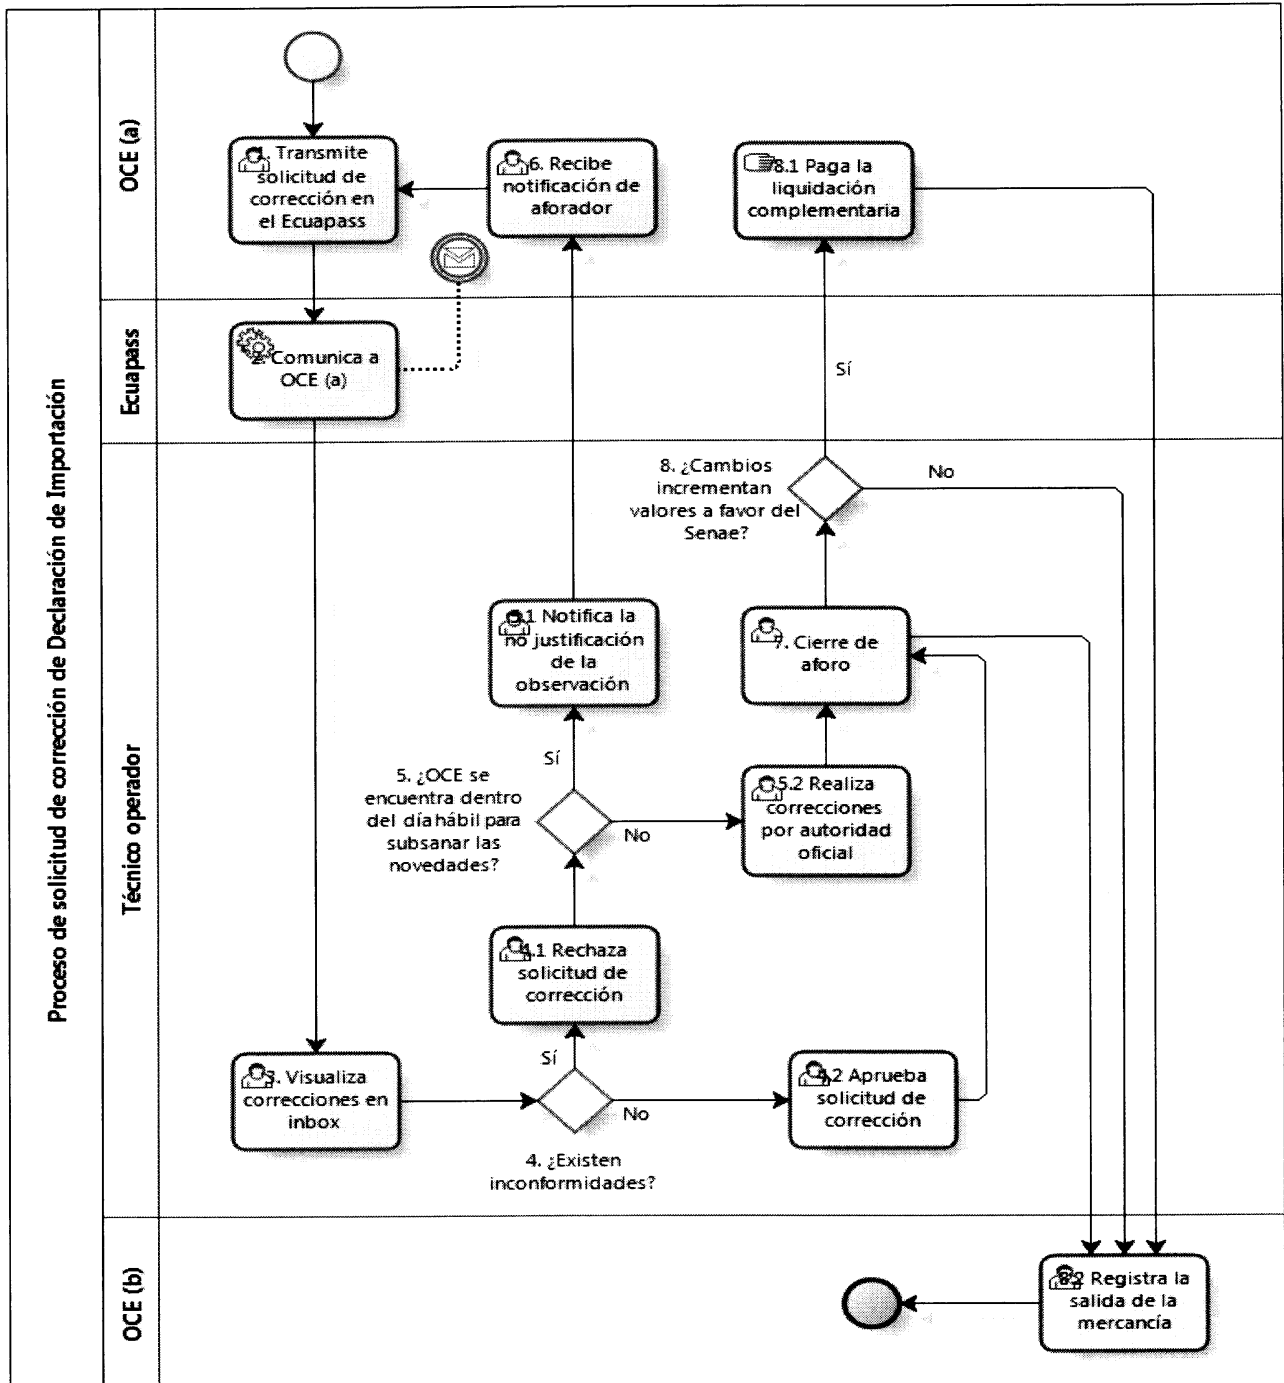 Proceso de solicitud de corrección de Declaración de Importación
OCE (a)
1. Transmite
solicitud de
corrección en
el Ecuapass
6. Recibe
notificación de
aforador
8.1 Paga la
liquidación
complementaria
Ecuapass
2. Comunica a
OCE (a)
Sí
Técnico operador
8. ¿Cambios
incrementan
valores a favor del
Senae?
No
5.1 Notifica la
no justificación
de la
observación
7. Cierre de
aforo
Sí
5. ¿OCE se
encuentra dentro
del día hábil para
subsanar las
novedades?
No
5.2 Realiza
correcciones
por autoridad
oficial
4.1 Rechaza
solicitud de
corrección
Sí
3. Visualiza
correcciones en
inbox
No
4.2 Aprueba
solicitud de
corrección
4. ¿Existen
inconformidades?
OCE (b)
8.2 Registra la
salida de la
mercancía